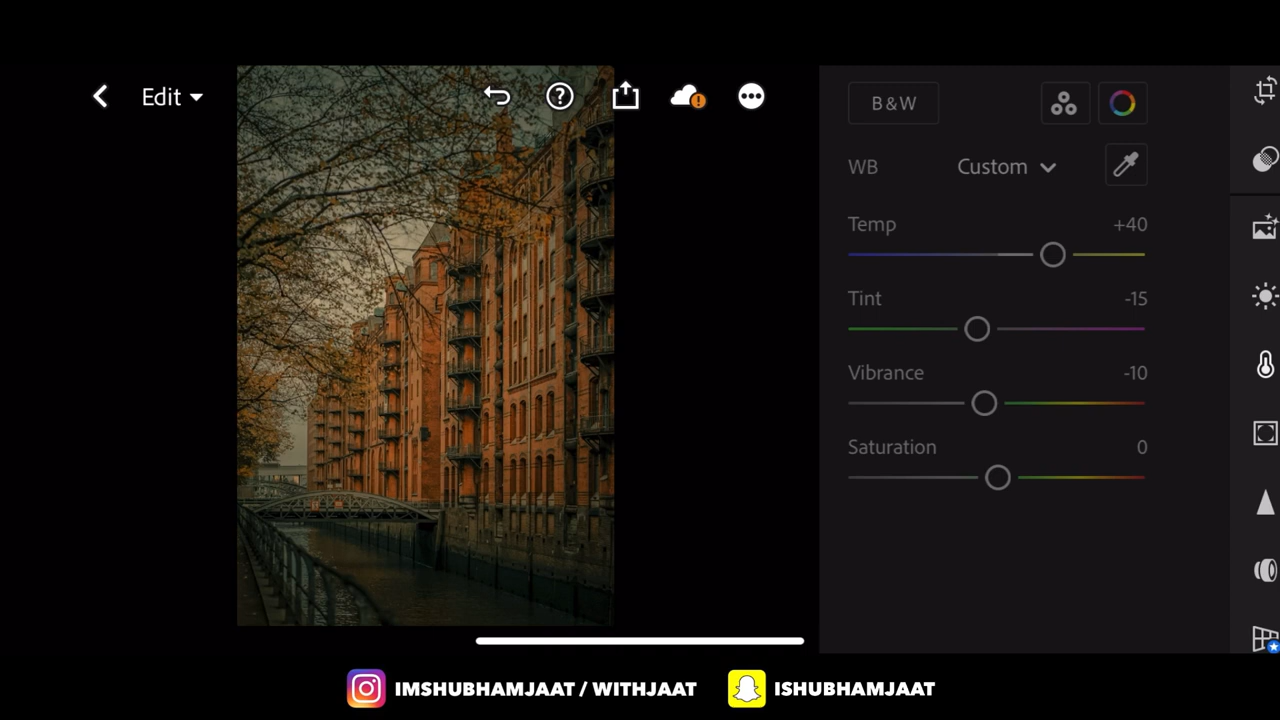 Edit
B&W
WB
Custom
Temp
+40
Tint
-15
Vibrance
-10
Saturation
0
IMSHUBHAMJAAT / WITHJAAT
ISHUBHAMJAAT